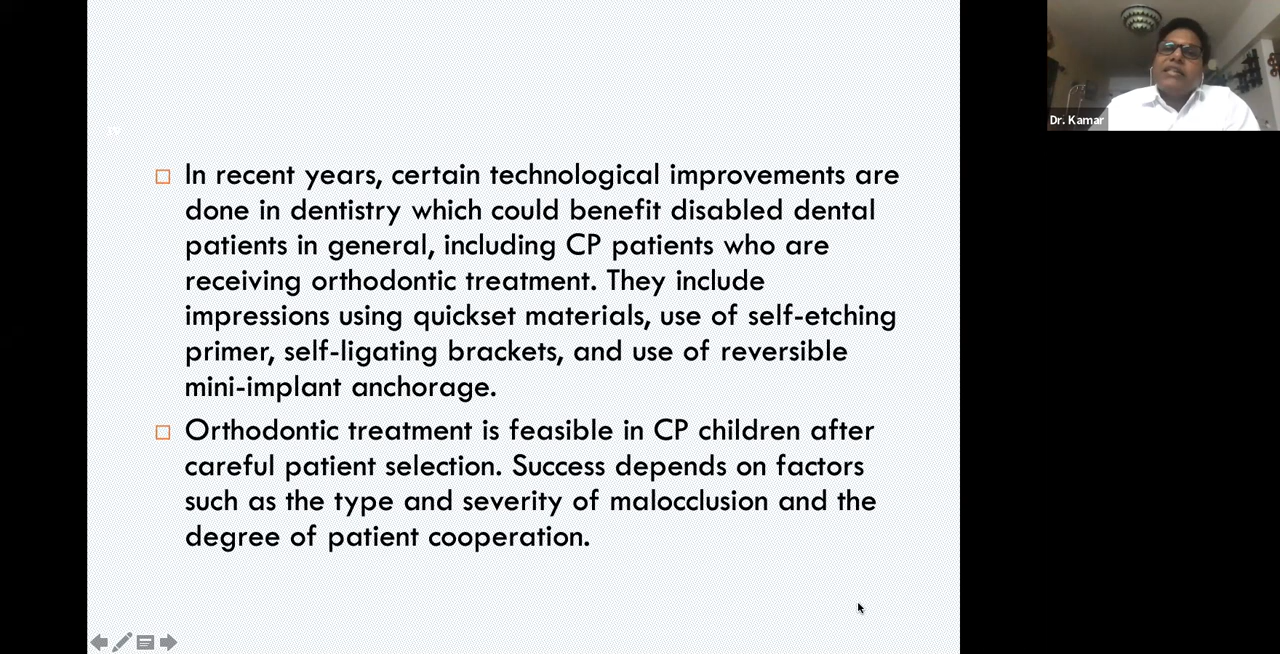 Dr. Kamar
19
In recent years, certain technological improvements are
done in dentistry which could benefit disabled dental
patients in general, including CP patients who are
receiving orthodontic treatment. They include
impressions using quickset materials, use of self-etching
primer, self-ligating brackets, and use of reversible
mini-implant anchorage.
Orthodontic treatment is feasible in CP children after
careful patient selection. Success depends on factors
such as the type and severity of malocclusion and the
degree of patient cooperation.